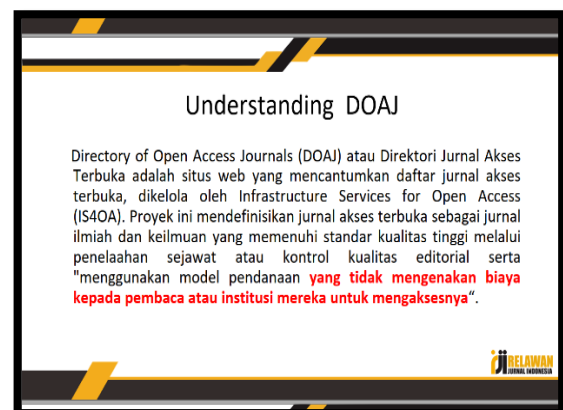 Understanding DOAJ
Directory of Open Access Journals (DOAJ) atau Direktori Jurnal Akses
Terbuka adalah situs web yang mencantumkan daftar jurnal akses
terbuka, dikelola oleh Infrastructure Services for Open Access
(IS4OA). Proyek ini mendefinisikan jurnal akses terbuka sebagai jurnal
ilmiah dan keilmuan yang memenuhi standar kualitas tinggi melalui
penelaahan sejawat atau kontrol kualitas editorial serta
"menggunakan model pendanaan yang tidak mengenakan biaya
kepada pembaca atau institusi mereka untuk mengaksesnya“.
RELAWAN
JURNAL INDONESIA